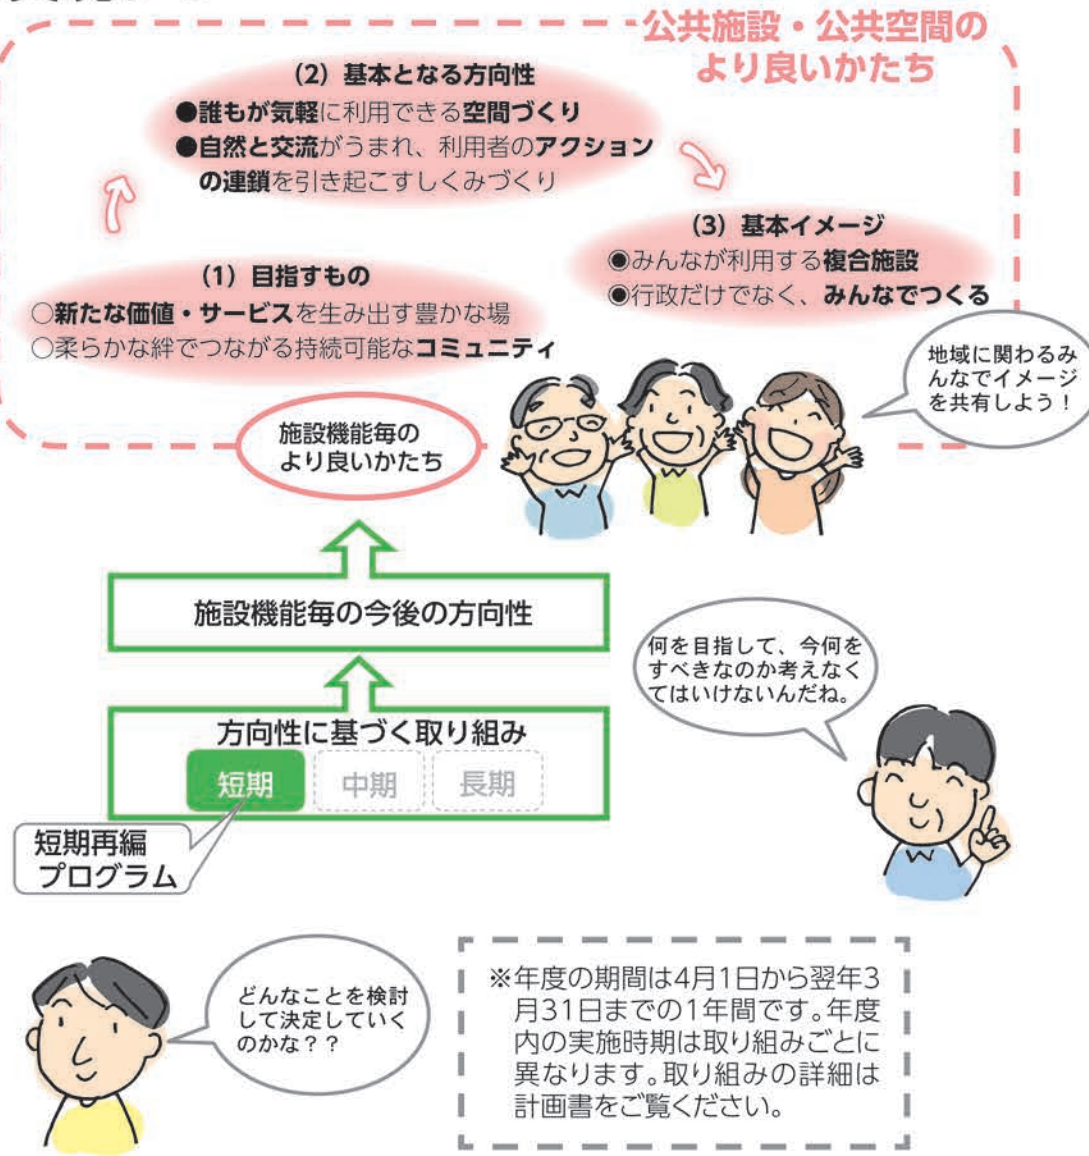 公共施設・公共空間の
より良いかたち
(2)基本となる方向性
●誰もが気軽に利用できる空間づくり
●自然と交流がうまれ、利用者のアクション
の連鎖を引き起こすしくみづくり
(3)基本イメージ
◉みんなが利用する複合施設
◉行政だけでなく、みんなでつくる
(1)目指すもの
○新たな価値・サービスを生み出す豊かな場
○柔らかな絆でつながる持続可能なコミュニティ
地域に関わるみ
んなでイメージ
を共有しよう!
施設機能毎の
より良いかたち
施設機能毎の今後の方向性
何を目指して、今何を
すべきなのか考えなく
てはいけないんだね。
方向性に基づく取り組み
短期
中期
長期
短期再編
プログラム
どんなことを検討
して決定していく
のかな??
※年度の期間は4月1日から翌年3
月31日までの1年間です。年度
内の実施時期は取り組みごとに
異なります。取り組みの詳細は
計画書をご覧ください。